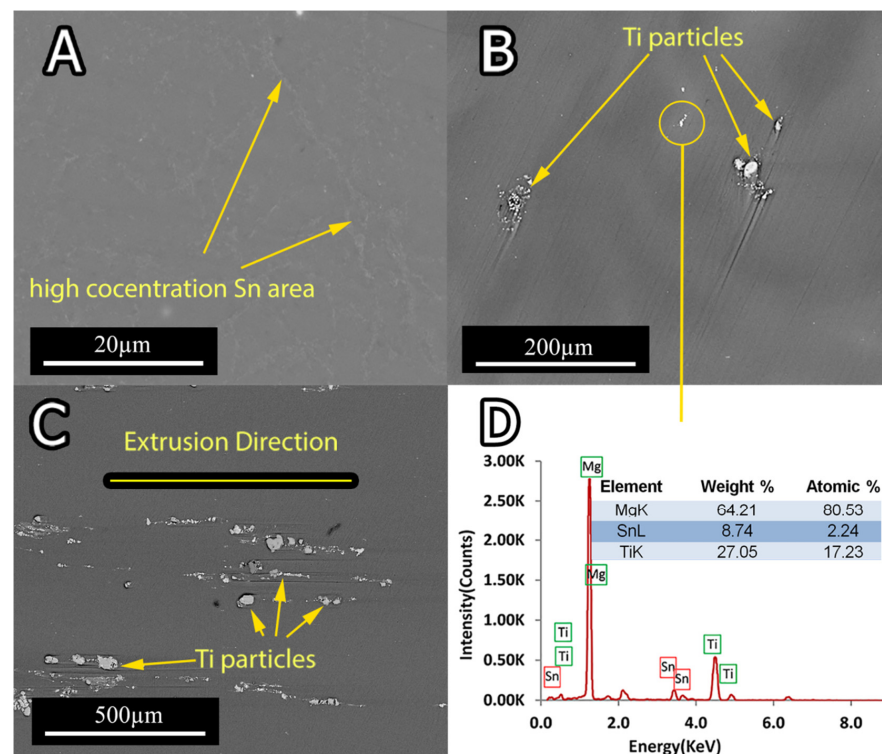 A
high cocentration Sn area
20µm
B
Ti particles
200µm
C
Extrusion Direction
Ti particles
500µm
D
3.00K
2.50K
2.00K
1.50K
1.00K
0.50K
0.00K
Intensity(Counts)
Mg
Mg
Ti
Ti
Sn
Sn
Sn
Ti
Ti
Element Weight % Atomic %
MgK 64.21 80.53
SnL 8.74 2.24
TiK 27.05 17.23
0.0 2.0 4.0 6.0 8.0
Energy(KeV)